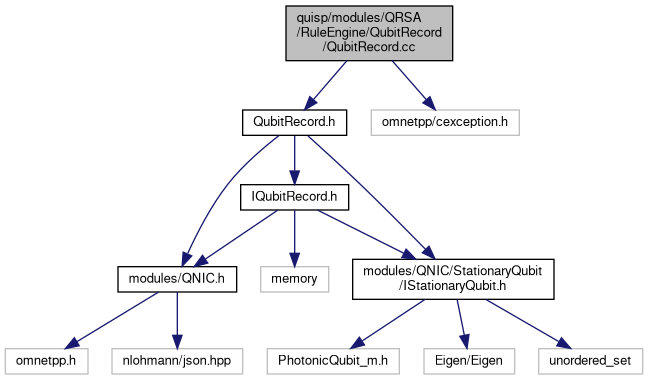 quisp/modules/QRSA
/RuleEngine/QubitRecord
/QubitRecord.cc
QubitRecord.h
omnetpp/cexception.h
IQubitRecord.h
modules/QNIC.h
memory
modules/QNIC/StationaryQubit
/IStationaryQubit.h
omnetpp.h
nlohmann/json.hpp
PhotonicQubit_m.h
Eigen/Eigen
unordered_set